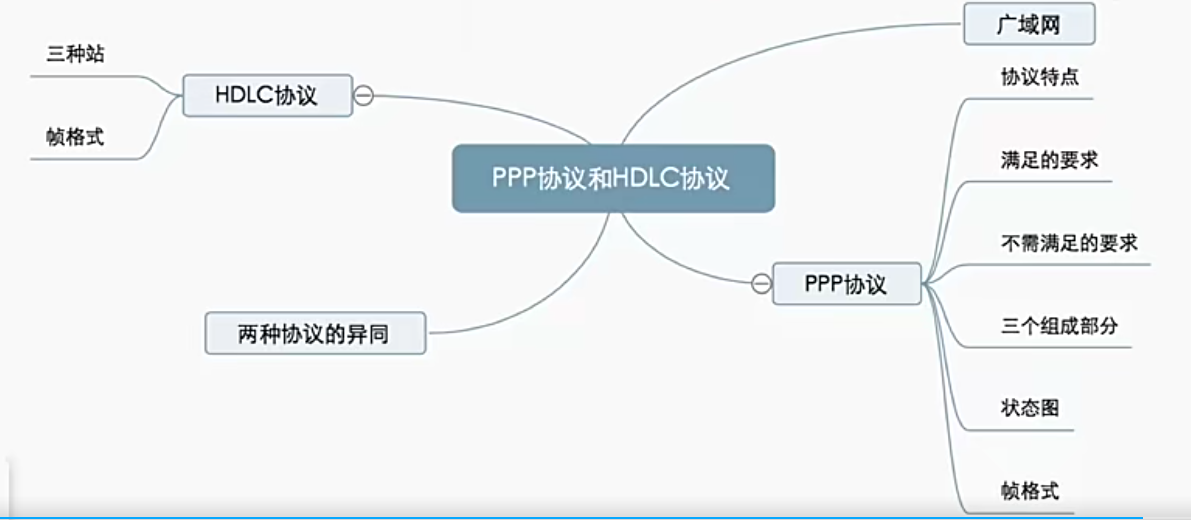 PPP协议和HDLC协议
广域网
PPP协议
协议特点
满足的要求
不需满足的要求
三个组成部分
状态图
帧格式
HDLC协议
三种站
帧格式
两种协议的异同